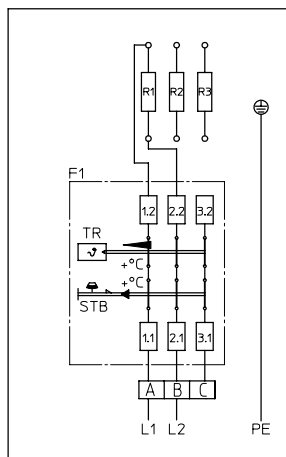 R1 R2 R3
F1
1.2 2.2 3.2
TR
+°C
+°C
STB
1.1 2.1 3.1
A B C
L1 L2 PE